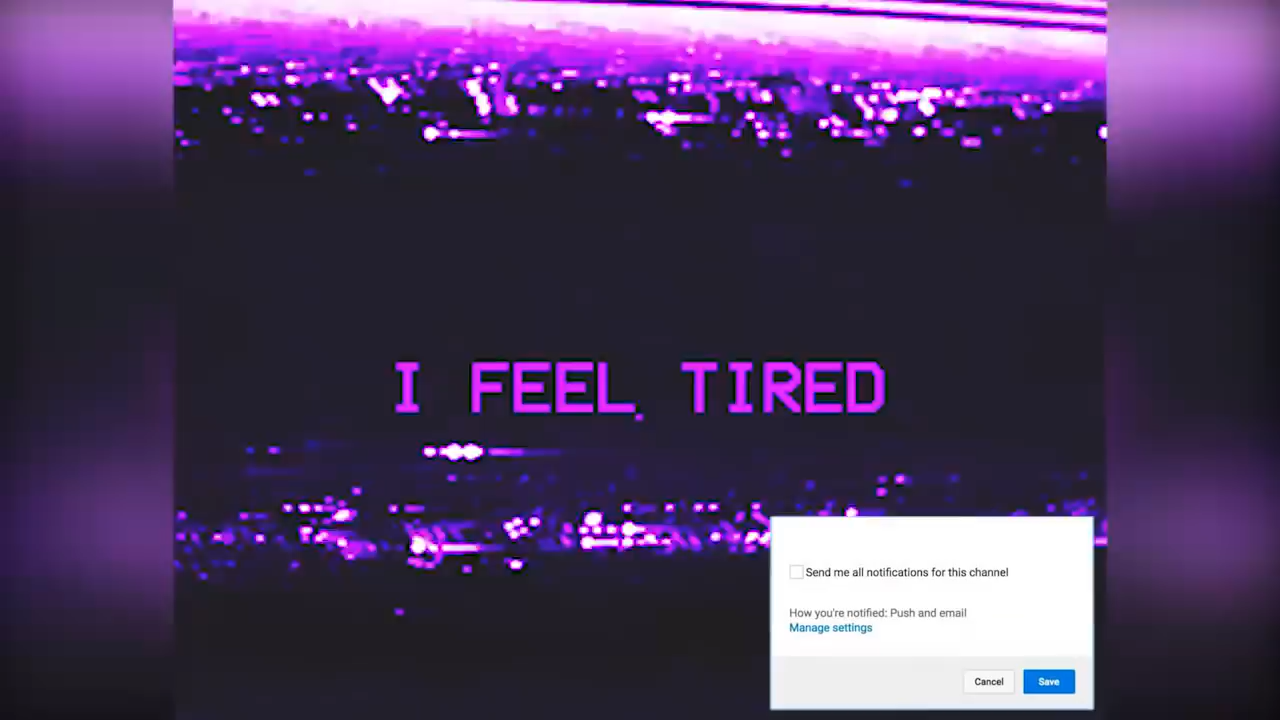 I FEEL TIRED
Send me all notifications for this channel
How you're notified: Push and email
Manage settings
Cancel
Save